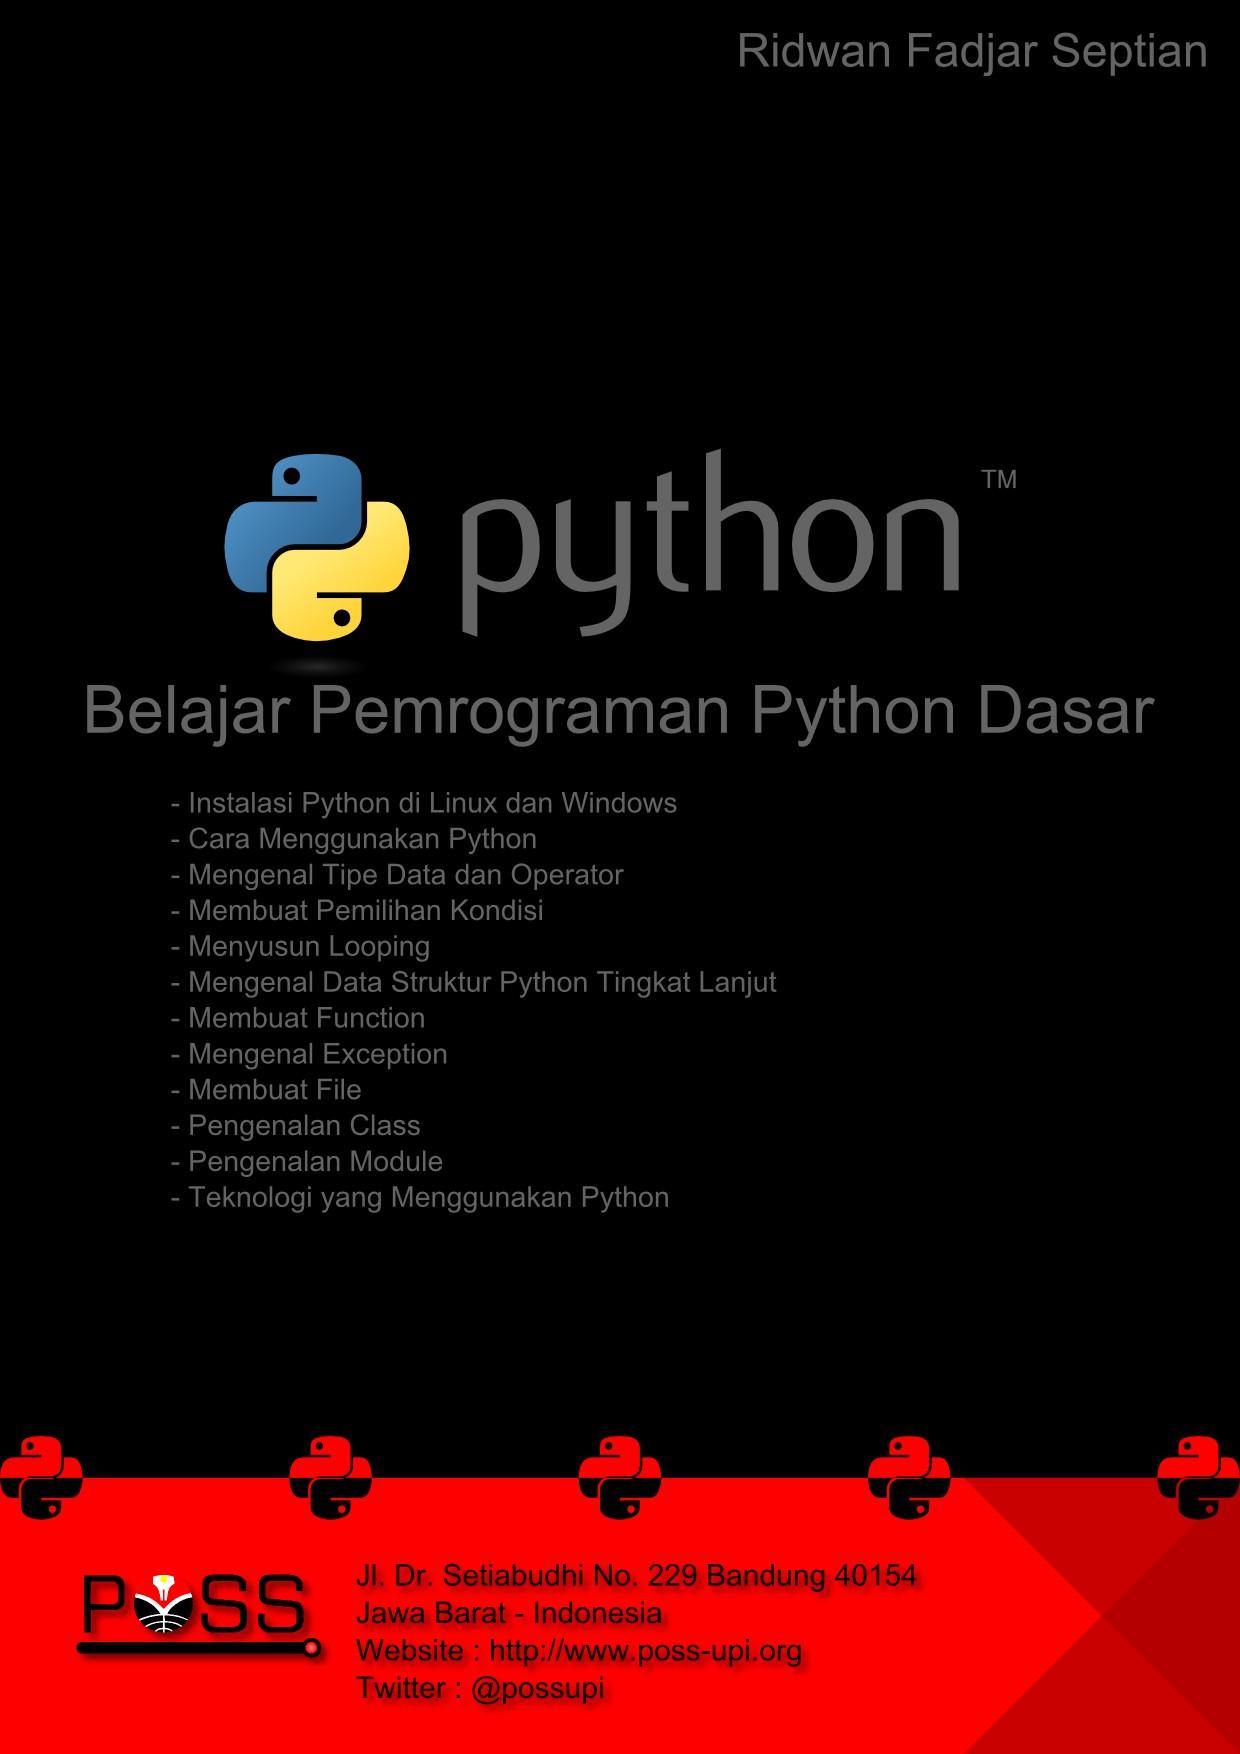 Ridwan Fadjar Septian
python TM
Belajar Pemrograman Python Dasar
- Instalasi Python di Linux dan Windows
- Cara Menggunakan Python
- Mengenal Tipe Data dan Operator
- Membuat Pemilihan Kondisi
- Menyusun Looping
- Mengenal Data Struktur Python Tingkat Lanjut
- Membuat Function
- Mengenal Exception
- Membuat File
- Pengenalan Class
- Pengenalan Module
- Teknologi yang Menggunakan Python
POSS
Jl. Dr. Setiabudhi No. 229 Bandung 40154
Jawa Barat - Indonesia
Website : http://www.poss-upi.org
Twitter : @possupi